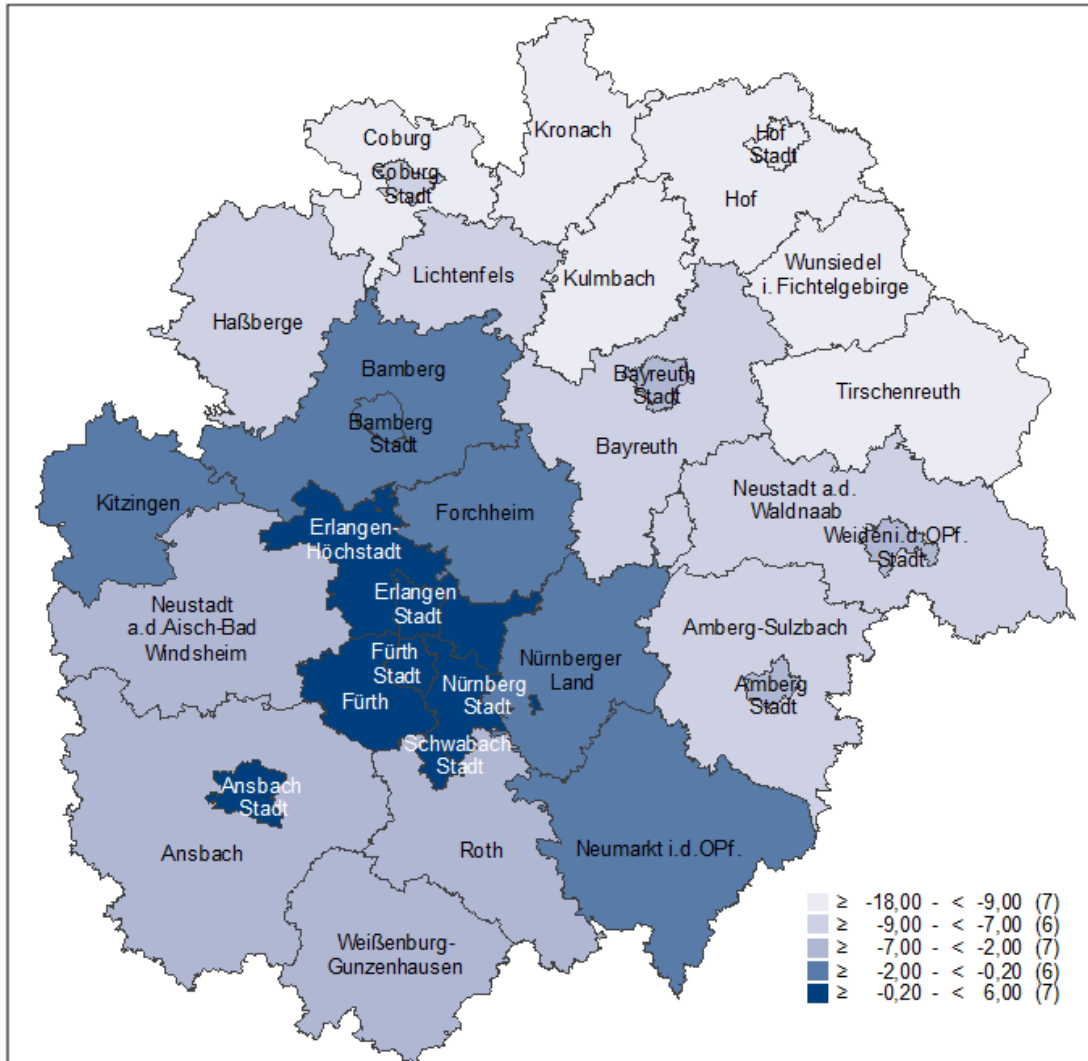 Kronach
Coburg
Hof
Stadt
Coburg
Stadt
Hof
Lichtenfels
Kulmbach
Wunsiedel
i. Fichtelgebirge
Haßberge
Bamberg
Bayreuth
Stadt
Tirschenreuth
Bamberg
Stadt
Bayreuth
Kitzingen
Forchheim
Neustadt a.d.
Waldnaab
Erlangen-
Höchstadt
Weiden i.d.OPf.
Stadt
Erlangen
Stadt
Neustadt
a.d.Aisch-Bad
Windsheim
Amberg-Sulzbach
Fürth
Stadt
Nürnberger
Land
Fürth
Nürnberg
Stadt
Amberg
Stadt
Schwabach
Stadt
Ansbach
Stadt
Ansbach
Roth
Neumarkt i.d.OPf.
Weißenburg-
Gunzenhausen
≥ -18,00 - < -9,00 (7)
≥ -9,00 - < -7,00 (6)
≥ -7,00 - < -2,00 (7)
≥ -2,00 - < -0,20 (6)
≥ -0,20 - < 6,00 (7)